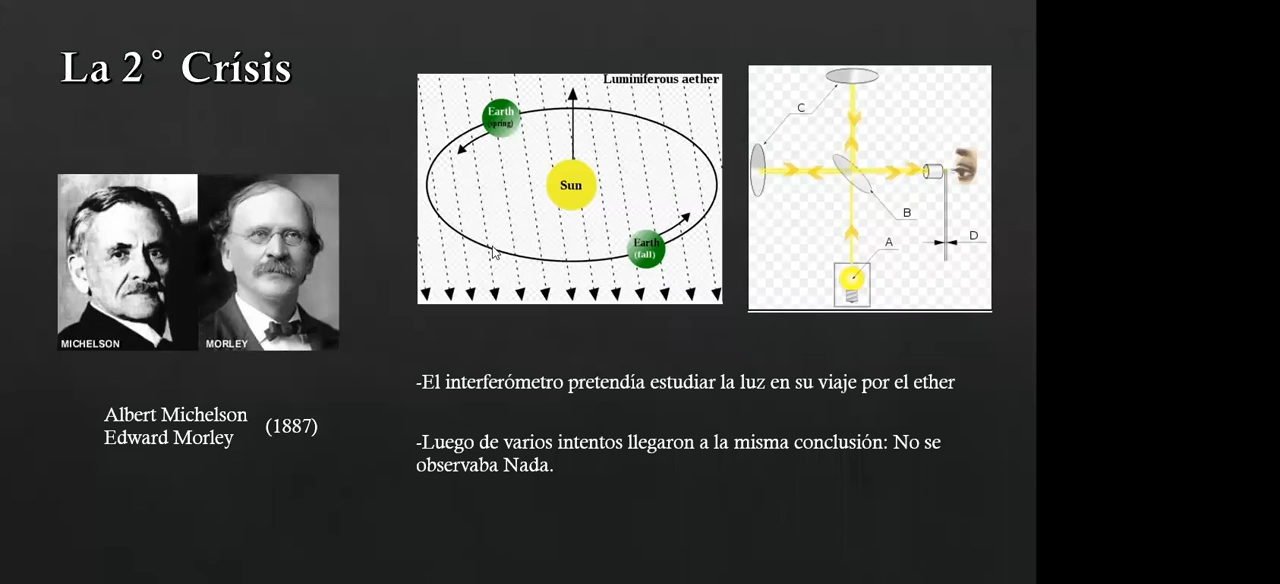 La 2° Crísis
Luminiferous aether
Earth
(spring)
Sun
Earth
(fall)
C
B
A
D
MICHELSON
MORLEY
Albert Michelson
Edward Morley
(1887)
-El interferómetro pretendía estudiar la luz en su viaje por el ether
-Luego de varios intentos llegaron a la misma conclusión: No se
observaba Nada.